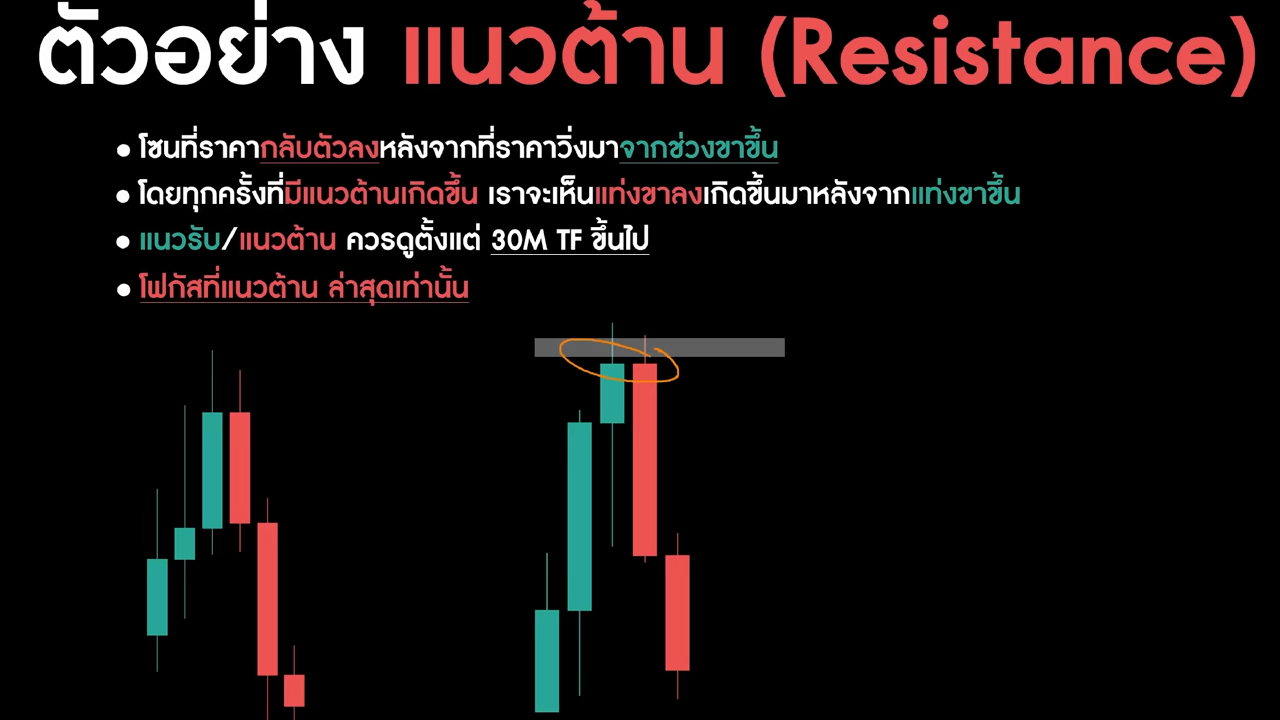 ตัวอย่าง แนวต้าน (Resistance)
• โซนที่ราคากลับตัวลงหลังจากที่ราคาวิ่งมาจากช่วงขาขึ้น
• โดยทุกครั้งที่มีแนวต้านเกิดขึ้น เราจะเห็นแท่งขาลงเกิดขึ้นมาหลังจากแท่งขาขึ้น
• แนวรับ/แนวต้าน ควรดูตั้งแต่ 30M TF ขึ้นไป
• โฟกัสที่แนวต้าน ล่าสุดเท่านั้น